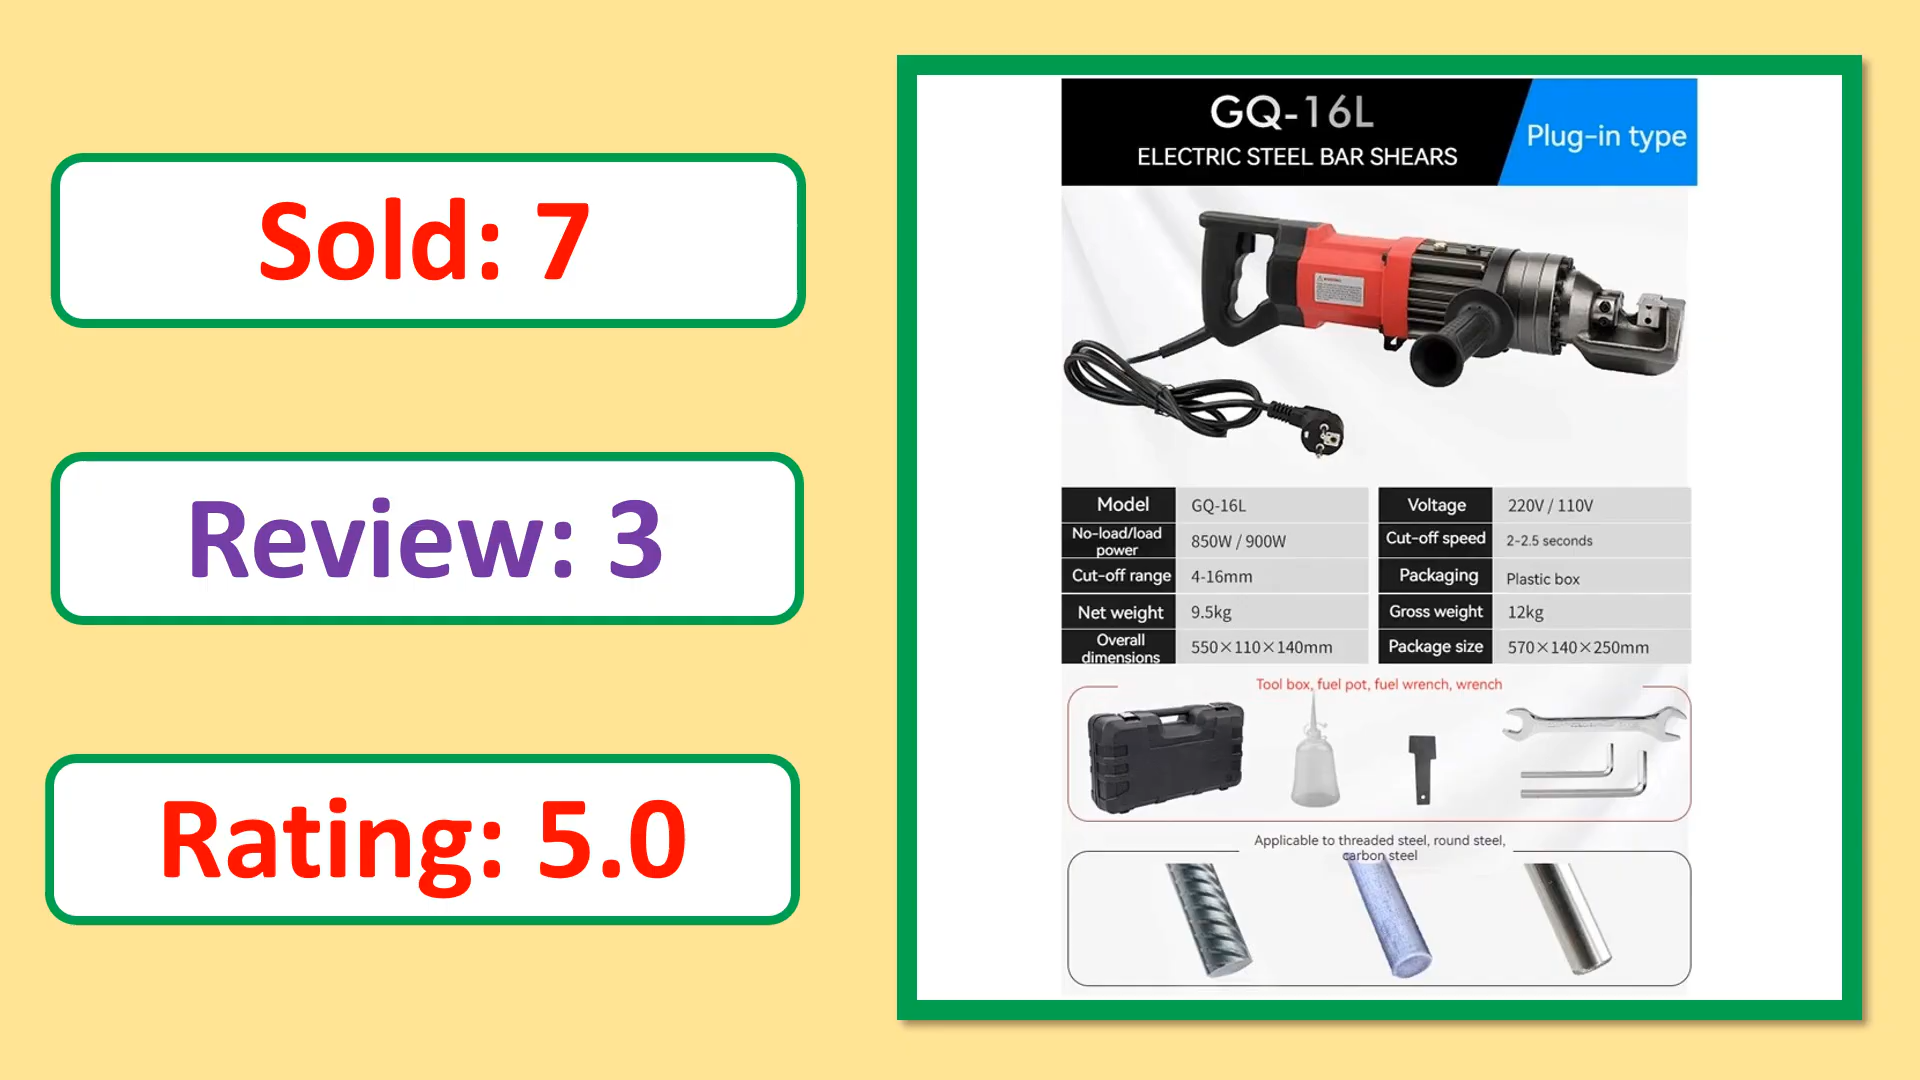 Sold: 7
Review: 3
Rating: 5.0
GQ-16L
ELECTRIC STEEL BAR SHEARS
Plug-in type
Model GQ-16L Voltage 220V / 110V
No-load/load power 850W / 900W Cut-off speed 2-2.5 seconds
Cut-off range 4-16mm Packaging Plastic box
Net weight 9.5kg Gross weight 12kg
Overall dimensions 550×110×140mm Package size 570×140×250mm
Tool box, fuel pot, fuel wrench, wrench
Applicable to threaded steel, round steel,
carbon steel